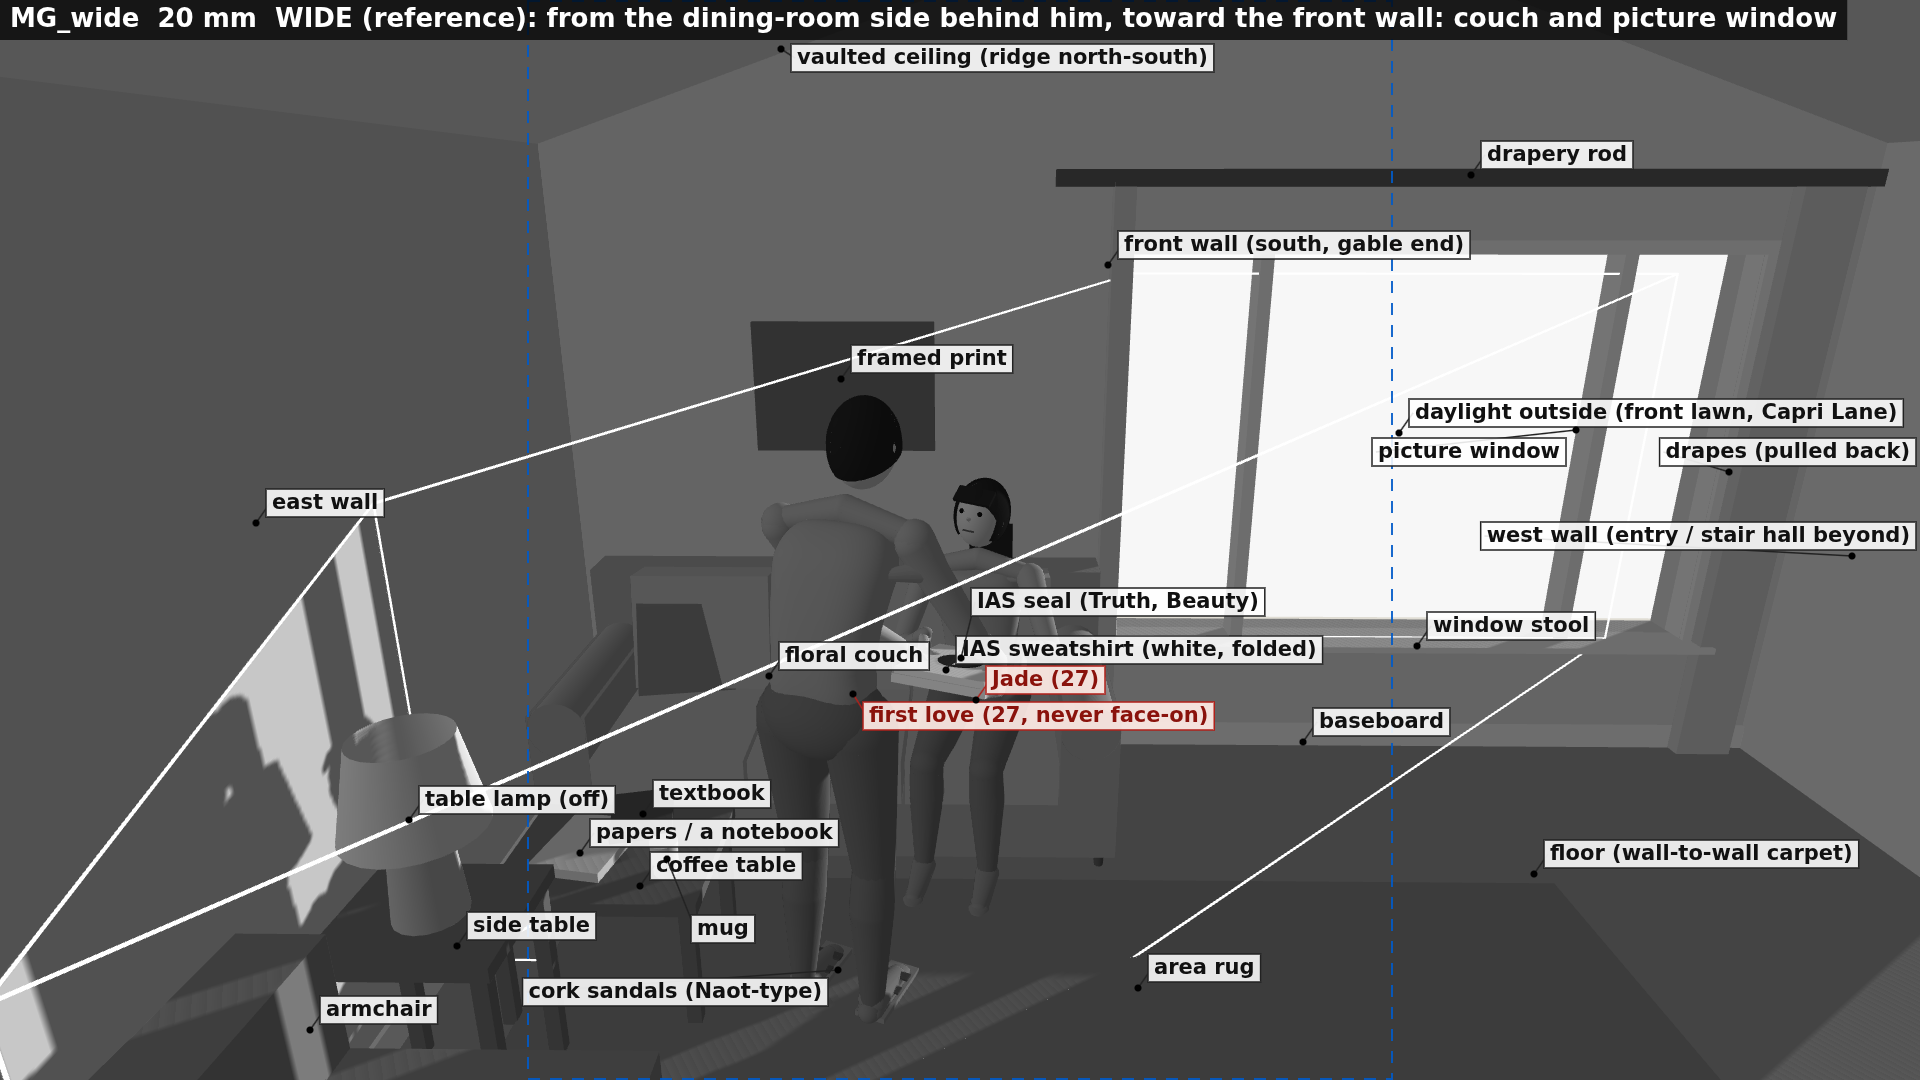 MG_wide 20 mm WIDE (reference): from the dining-room side behind him, toward the front wall: couch and picture window
vaulted ceiling (ridge north-south)
drapery rod
front wall (south, gable end)
framed print
daylight outside (front lawn, Capri Lane)
picture window
drapes (pulled back)
east wall
west wall (entry / stair hall beyond)
IAS seal (Truth, Beauty)
window stool
floral couch
IAS sweatshirt (white, folded)
Jade (27)
first love (27, never face-on)
baseboard
table lamp (off)
textbook
papers / a notebook
coffee table
floor (wall-to-wall carpet)
side table
mug
area rug
cork sandals (Naot-type)
armchair